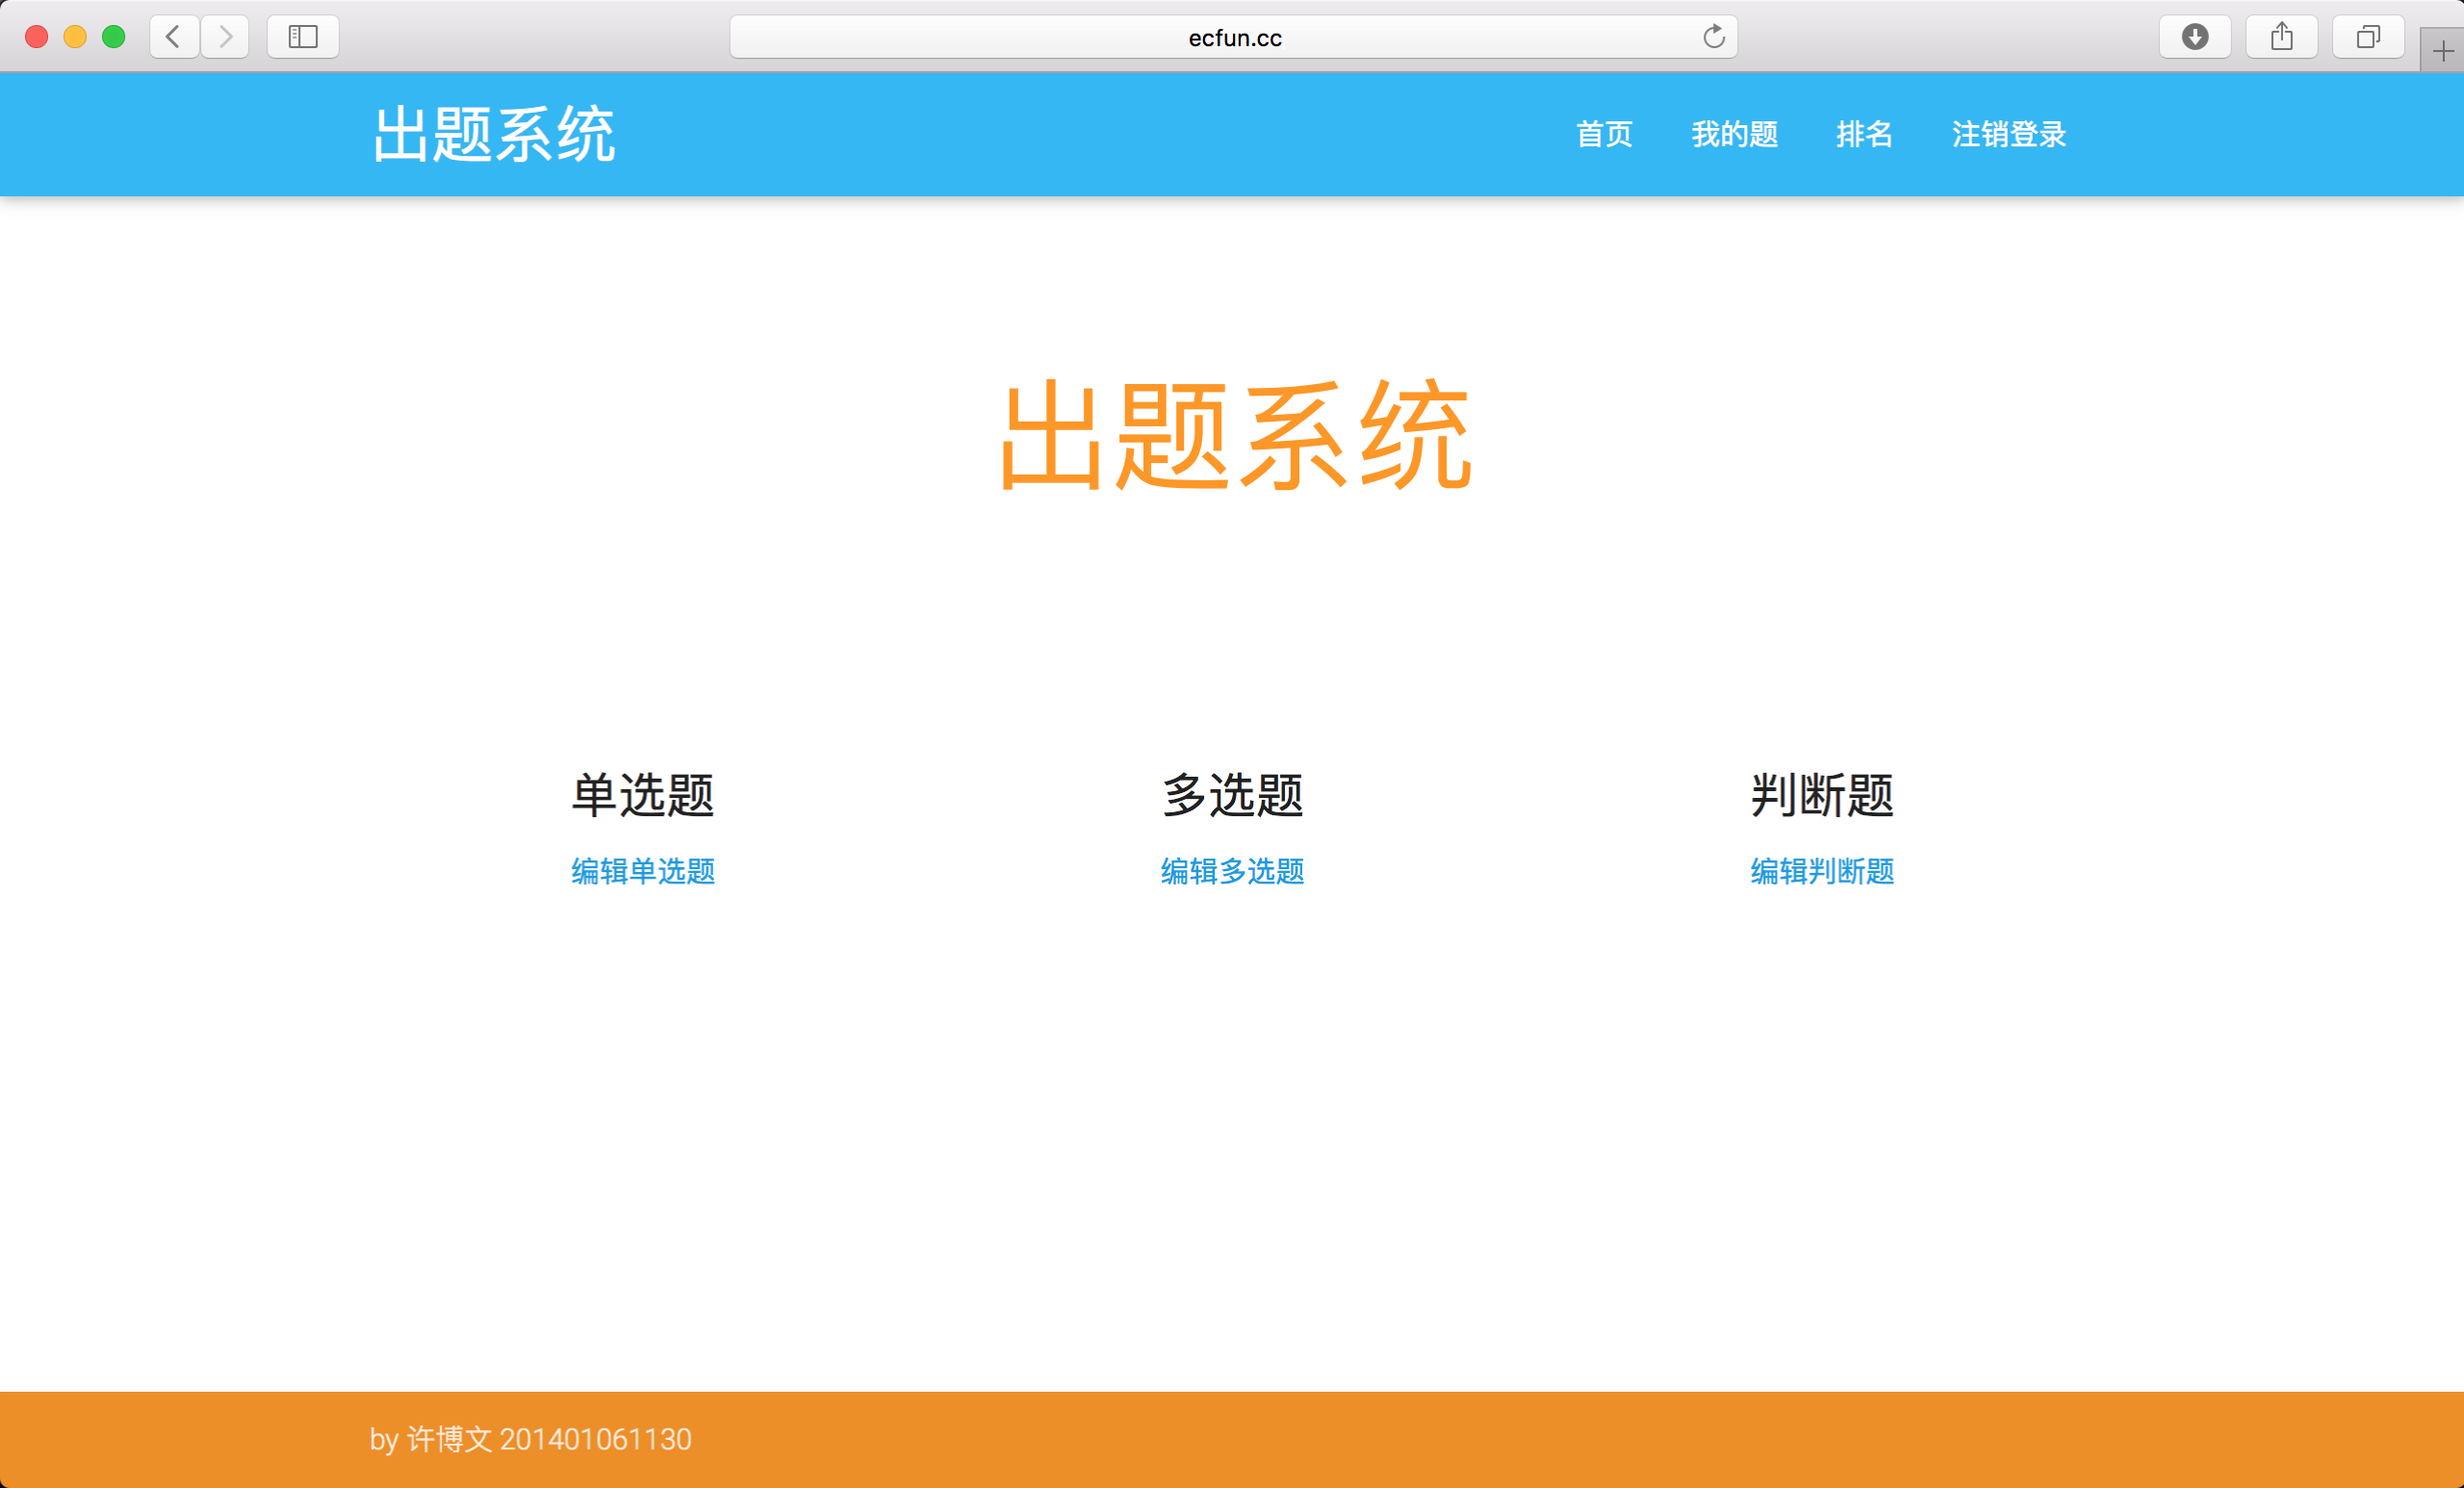 ecfun.cc
出题系统
首页 我的题 排名 注销登录
出题系统
单选题 多选题 判断题
编辑单选题 编辑多选题 编辑判断题
by 许博文 201401061130